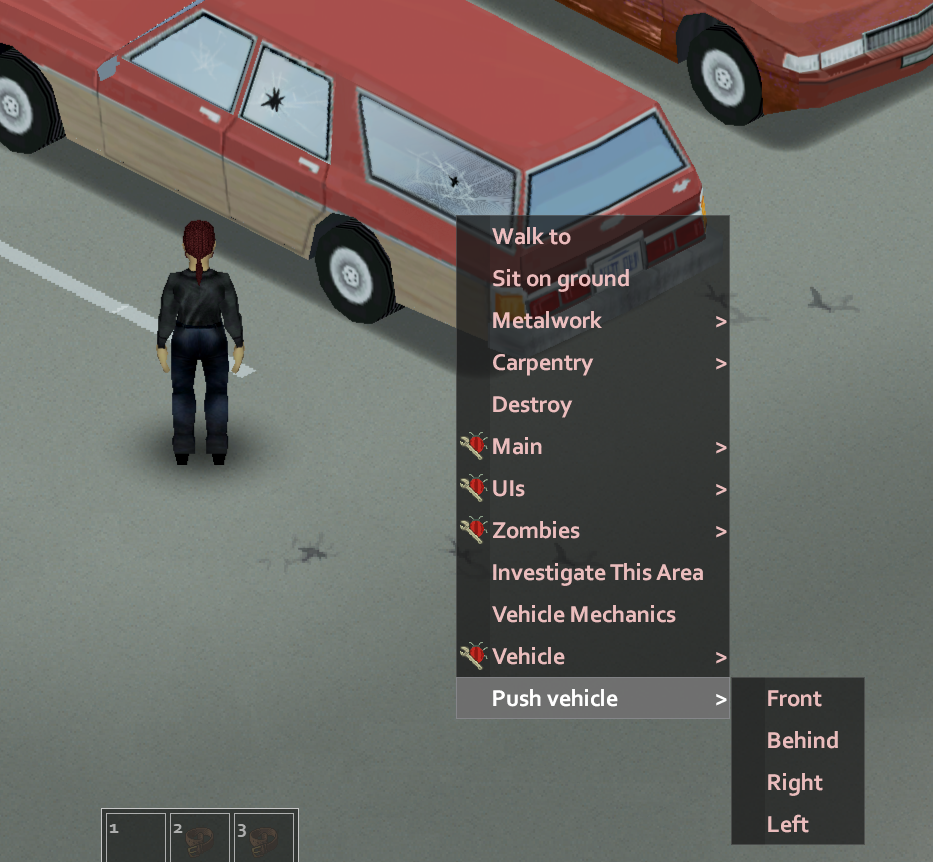 Walk to
Sit on ground
Metalwork >
Carpentry >
Destroy
Main >
UIs >
Zombies >
Investigate This Area
Vehicle Mechanics
Vehicle >
Push vehicle >
Front
Behind
Right
Left
1 2 3